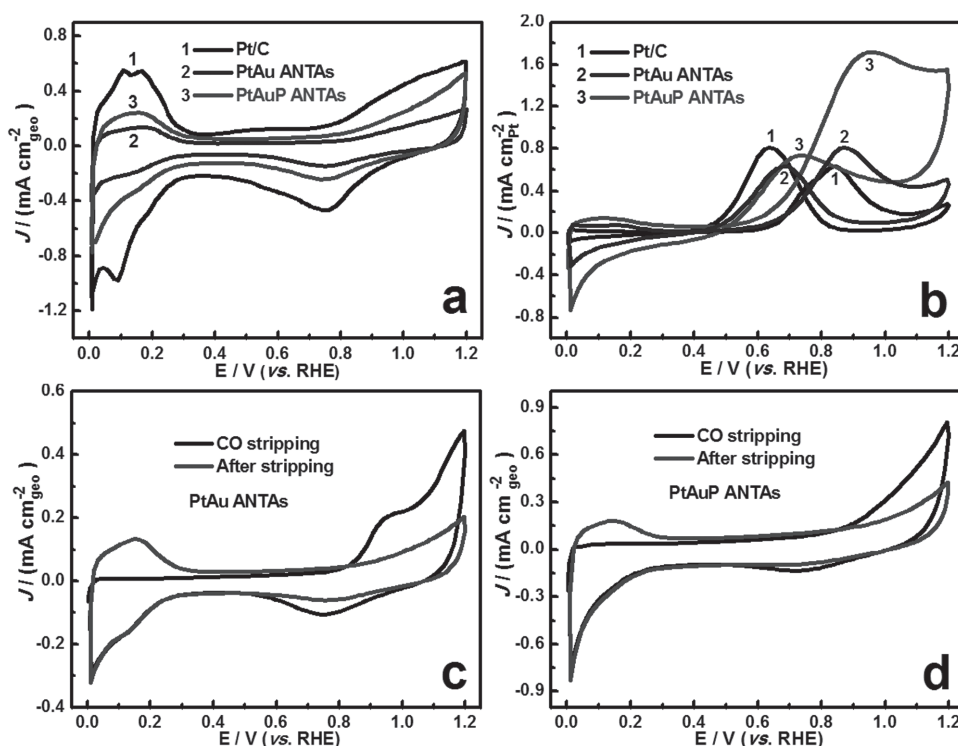 a
1 Pt/C
2 PtAu ANTAs
3 PtAuP ANTAs
1
3
2
J / (mA cm⁻²geo)
0.8
0.4
0.0
-0.4
-0.8
-1.2
0.0 0.2 0.4 0.6 0.8 1.0 1.2
E / V (vs. RHE)
b
1 Pt/C
2 PtAu ANTAs
3 PtAuP ANTAs
3
1 3 2
2 1
J / (mA cm⁻²Pt)
2.0
1.6
1.2
0.8
0.4
0.0
-0.4
-0.8
0.0 0.2 0.4 0.6 0.8 1.0 1.2
E / V (vs. RHE)
c
CO stripping
After stripping
PtAu ANTAs
J / (mA cm⁻²geo)
0.6
0.4
0.2
0.0
-0.2
-0.4
0.0 0.2 0.4 0.6 0.8 1.0 1.2
E / V (vs. RHE)
d
CO stripping
After stripping
PtAuP ANTAs
J / (mA cm⁻²geo)
0.9
0.6
0.3
0.0
-0.3
-0.6
-0.9
0.0 0.2 0.4 0.6 0.8 1.0 1.2
E / V (vs. RHE)